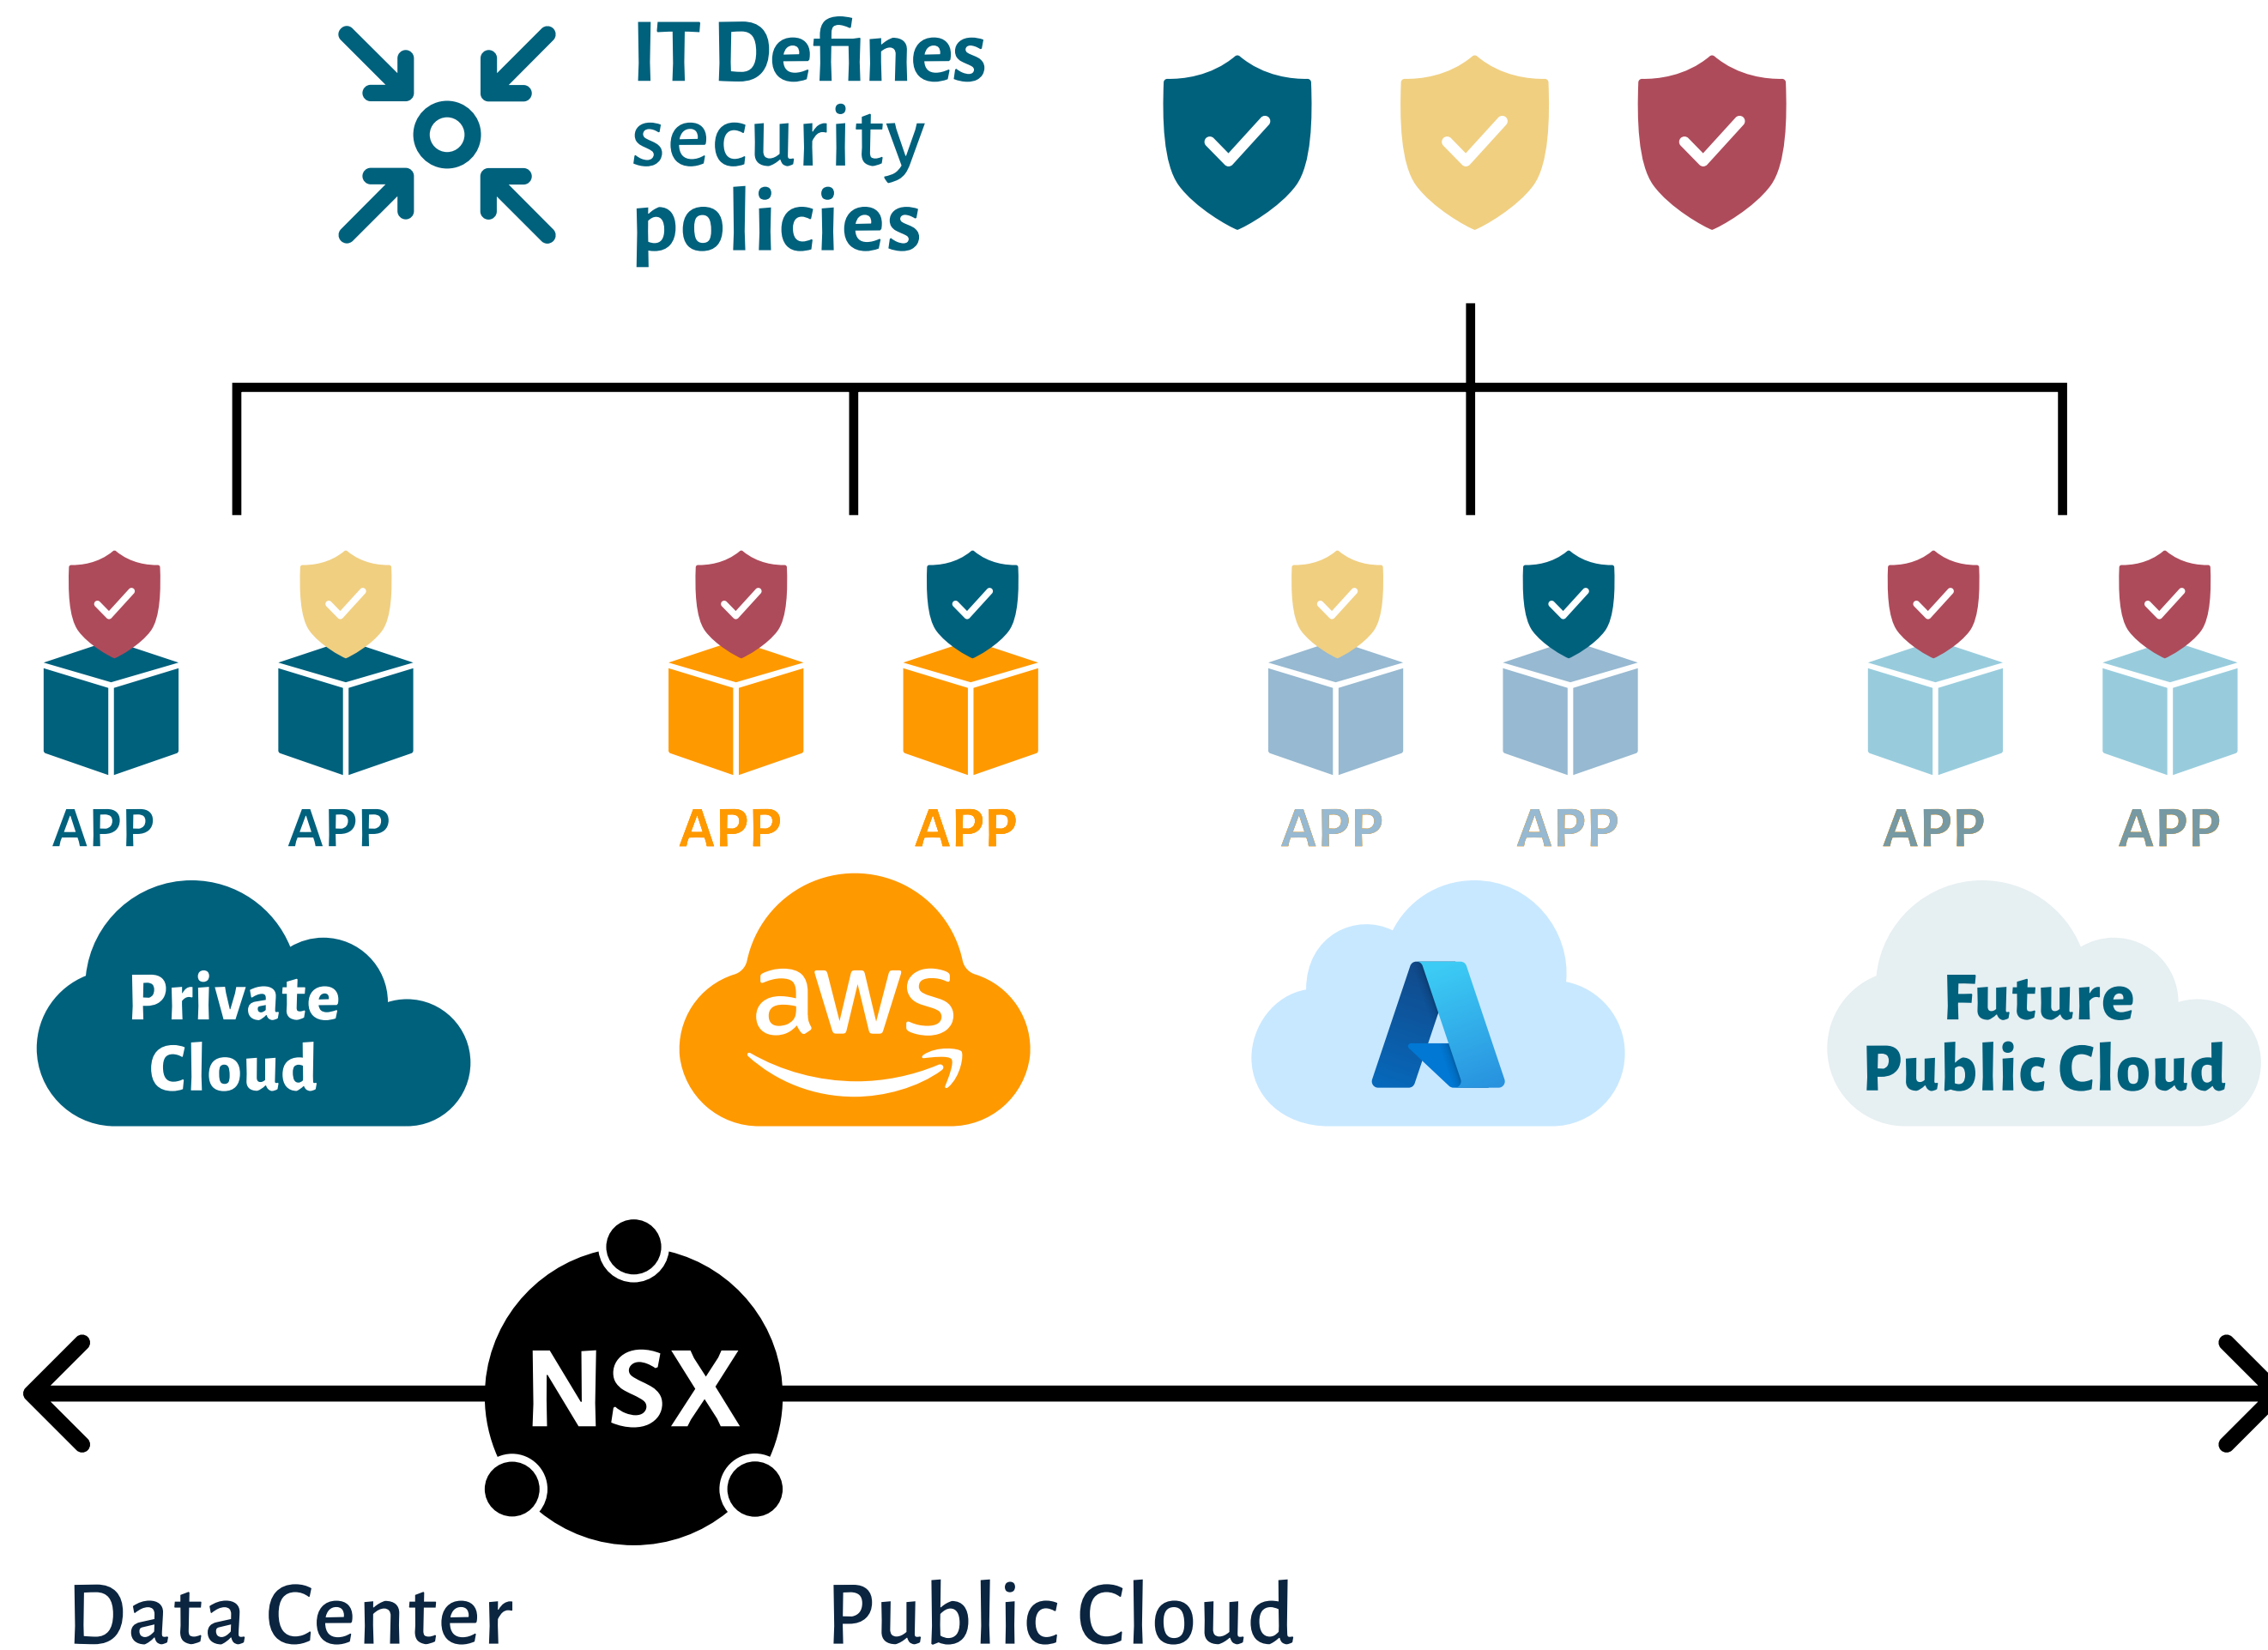 IT Defines
security
policies
APP
APP
APP
APP
APP
APP
APP
APP
Private
Cloud
aws
Future
Public Cloud
NSX
Data Center
Public Cloud